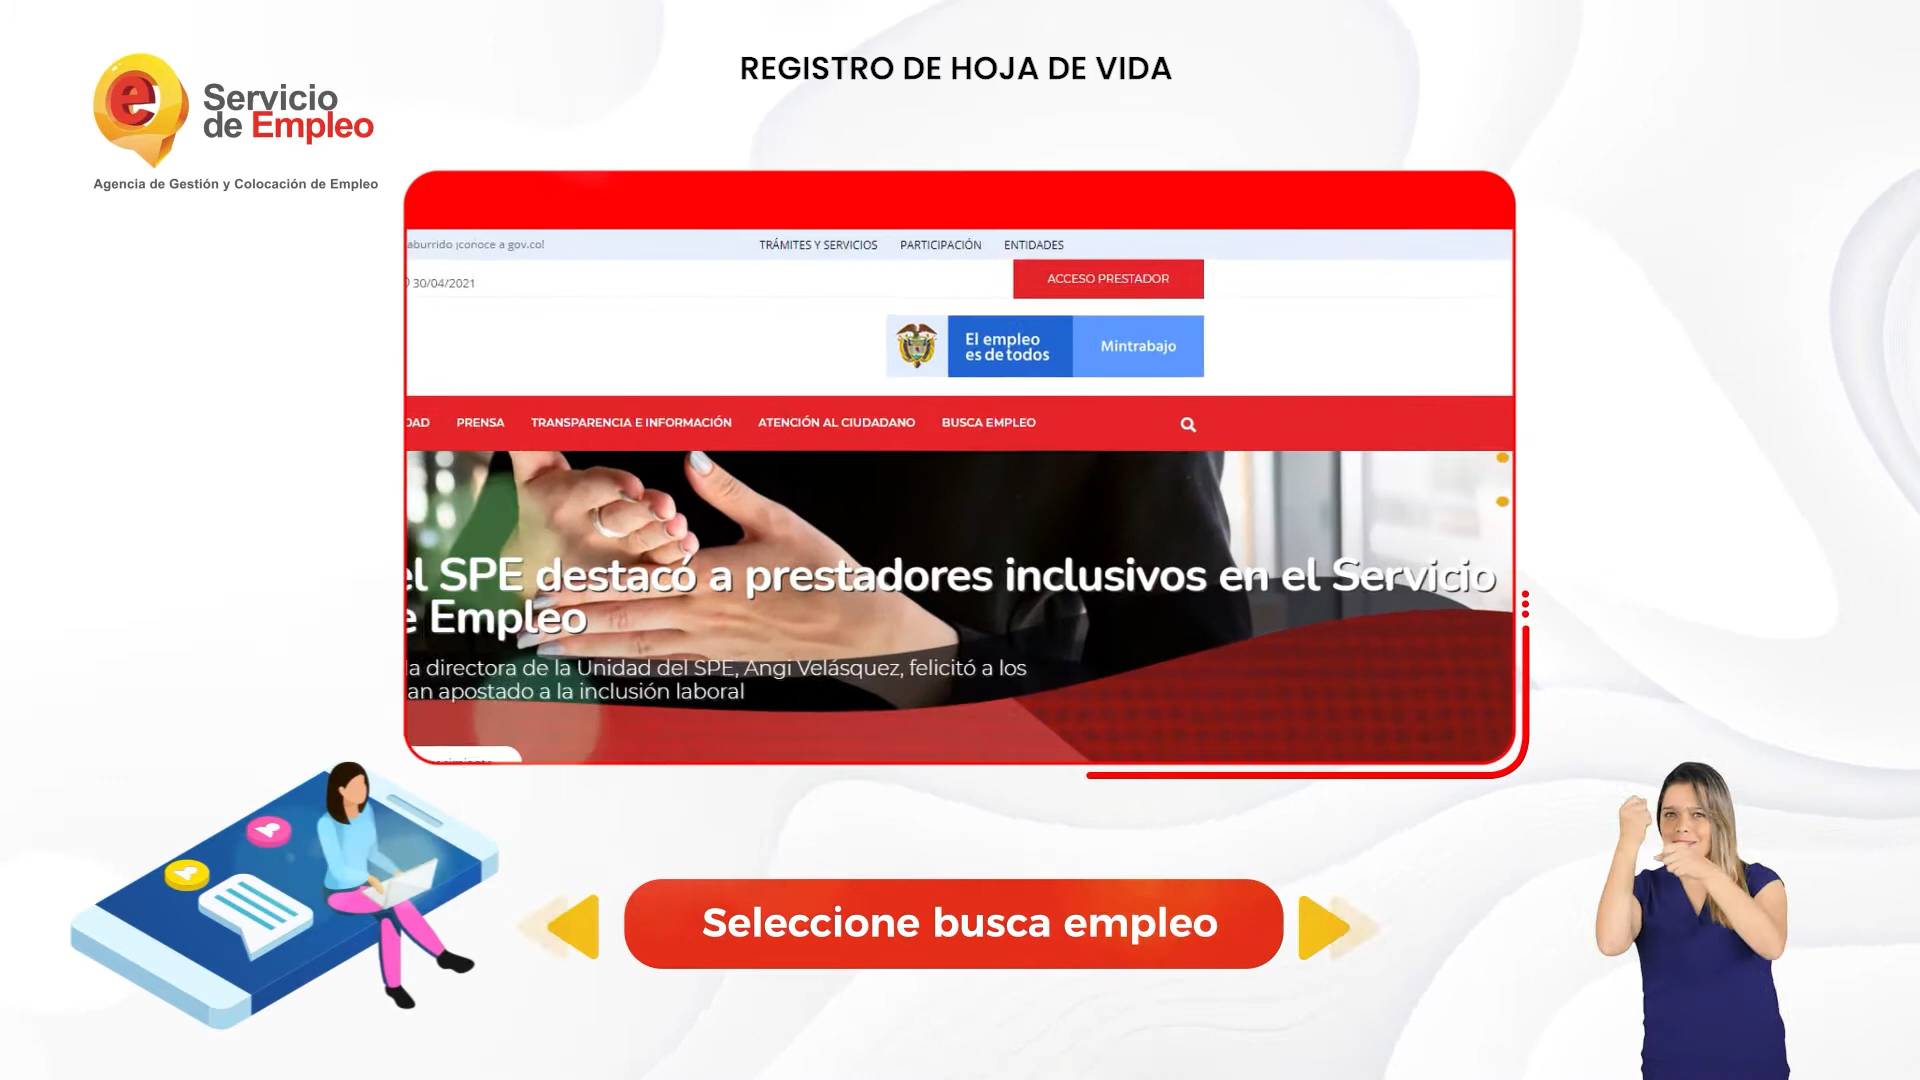 REGISTRO DE HOJA DE VIDA
e
Servicio
de Empleo
Agencia de Gestión y Colocación de Empleo
aburrido ¡conoce a gov.co!
TRÁMITES Y SERVICIOS PARTICIPACIÓN ENTIDADES
30/04/2021
ACCESO PRESTADOR
El empleo
es de todos
Mintrabajo
DAD PRENSA TRANSPARENCIA E INFORMACIÓN ATENCIÓN AL CIUDADANO BUSCA EMPLEO
el SPE destacó a prestadores inclusivos en el Servicio
e Empleo
la directora de la Unidad del SPE, Angi Velásquez, felicitó a los
an apostado a la inclusión laboral
Seleccione busca empleo